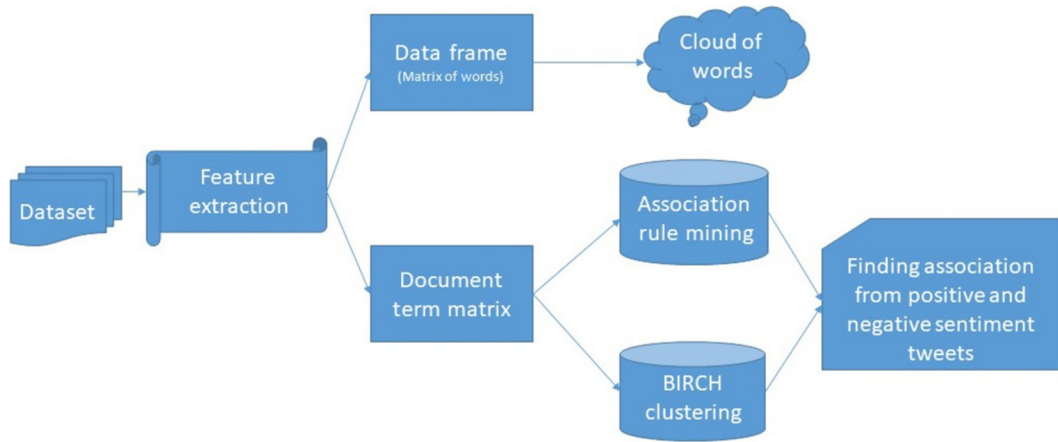 Dataset
Feature
extraction
Data frame
(Matrix of words)
Cloud of
words
Document
term matrix
Association
rule mining
BIRCH
clustering
Finding association
from positive and
negative sentiment
tweets